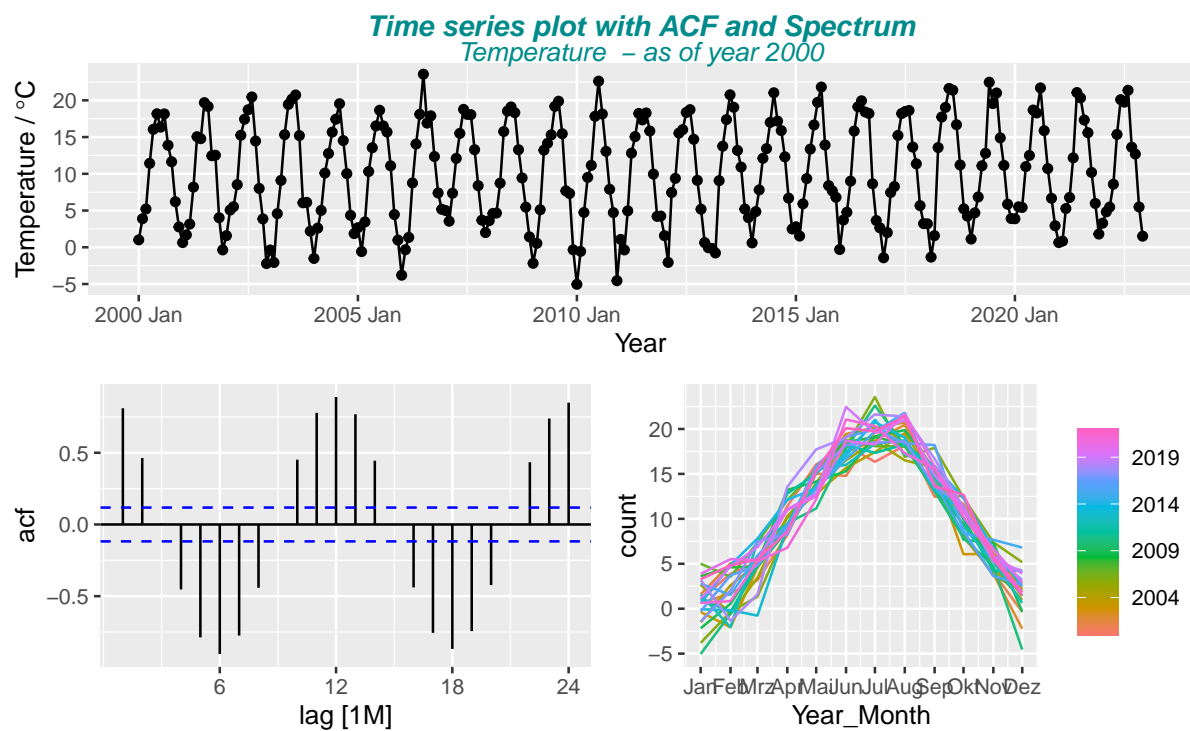 Time series plot with ACF and Spectrum
Temperature – as of year 2000
Temperature / °C
20
15
10
5
0
−5
2000 Jan
2005 Jan
2010 Jan
2015 Jan
2020 Jan
Year
acf
0.5
0.0
−0.5
6
12
18
24
lag [1M]
count
20
15
10
5
0
−5
Jan
Feb
Mrz
Apr
Mai
Jun
Jul
Aug
Sep
Okt
Nov
Dez
Year_Month
2019
2014
2009
2004